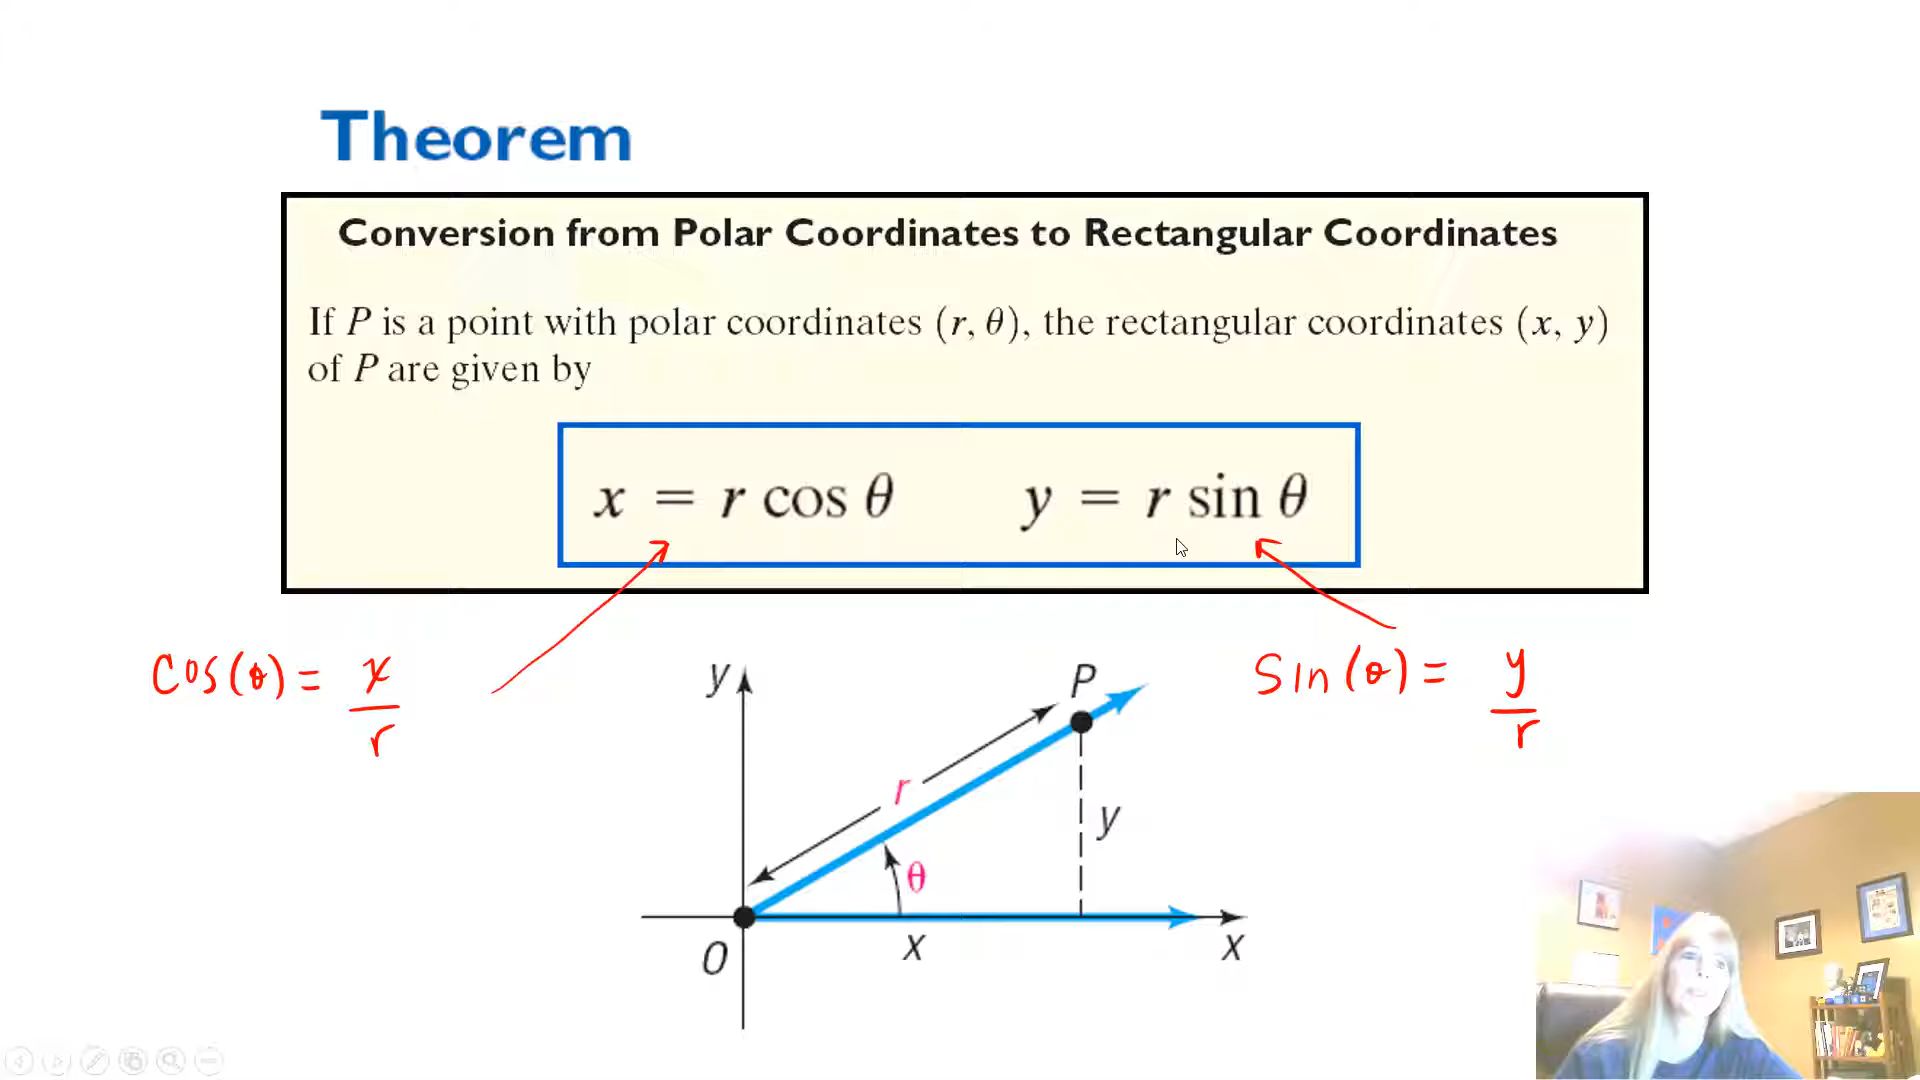 Theorem
Conversion from Polar Coordinates to Rectangular Coordinates
If P is a point with polar coordinates (r, θ), the rectangular coordinates (x, y)
of P are given by
x = r cos θ y = r sin θ
cos(θ) = x/r
sin(θ) = y/r
y
P
r
y
θ
O
x
x